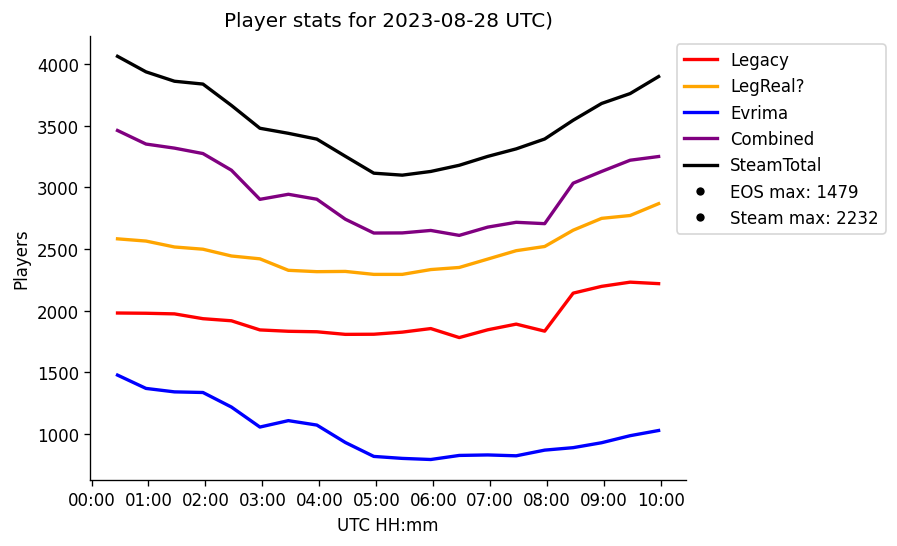 Player stats for 2023-08-28 UTC)
4000
3500
3000
2500
2000
1500
1000
Players
00:00 01:00 02:00 03:00 04:00 05:00 06:00 07:00 08:00 09:00 10:00
UTC HH:mm
Legacy
LegReal?
Evrima
Combined
SteamTotal
EOS max: 1479
Steam max: 2232